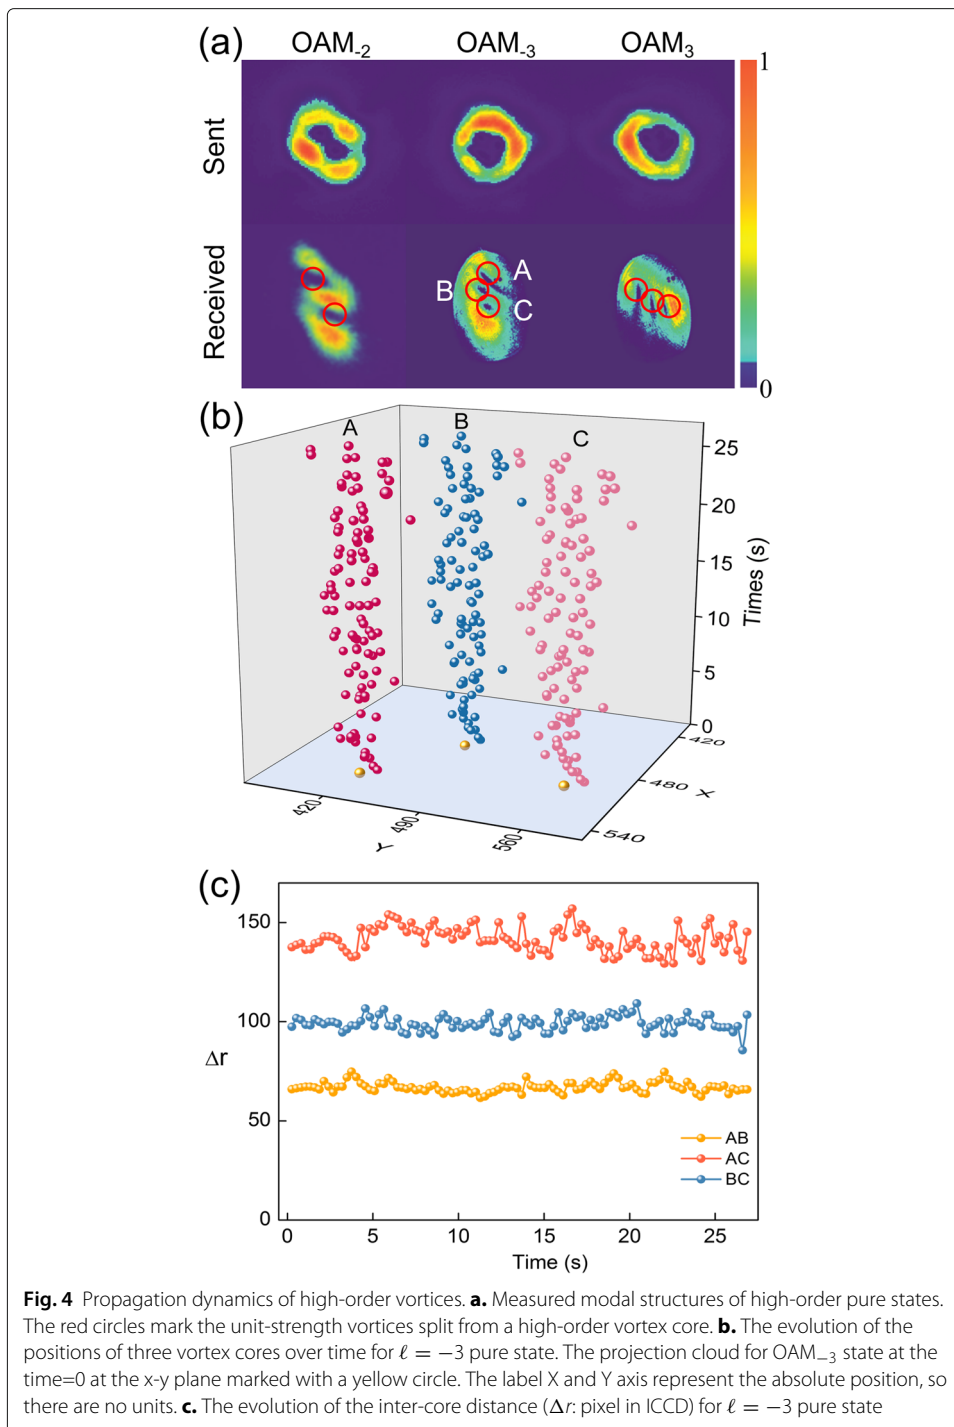 (a)
OAM-2 OAM-3 OAM3
Sent
Received
A
B
C
1
0
(b)
A
B
C
25
20
15
10
5
0
Times (s)
420
480
540
X
420
490
560
Y
(c)
150
100
50
0
Δr
AB
AC
BC
0 5 10 15 20 25
Time (s)
Fig. 4 Propagation dynamics of high-order vortices. a. Measured modal structures of high-order pure states.
The red circles mark the unit-strength vortices split from a high-order vortex core. b. The evolution of the
positions of three vortex cores over time for ℓ = −3 pure state. The projection cloud for OAM−3 state at the
time=0 at the x-y plane marked with a yellow circle. The label X and Y axis represent the absolute position, so
there are no units. c. The evolution of the inter-core distance (Δr: pixel in ICCD) for ℓ = −3 pure state